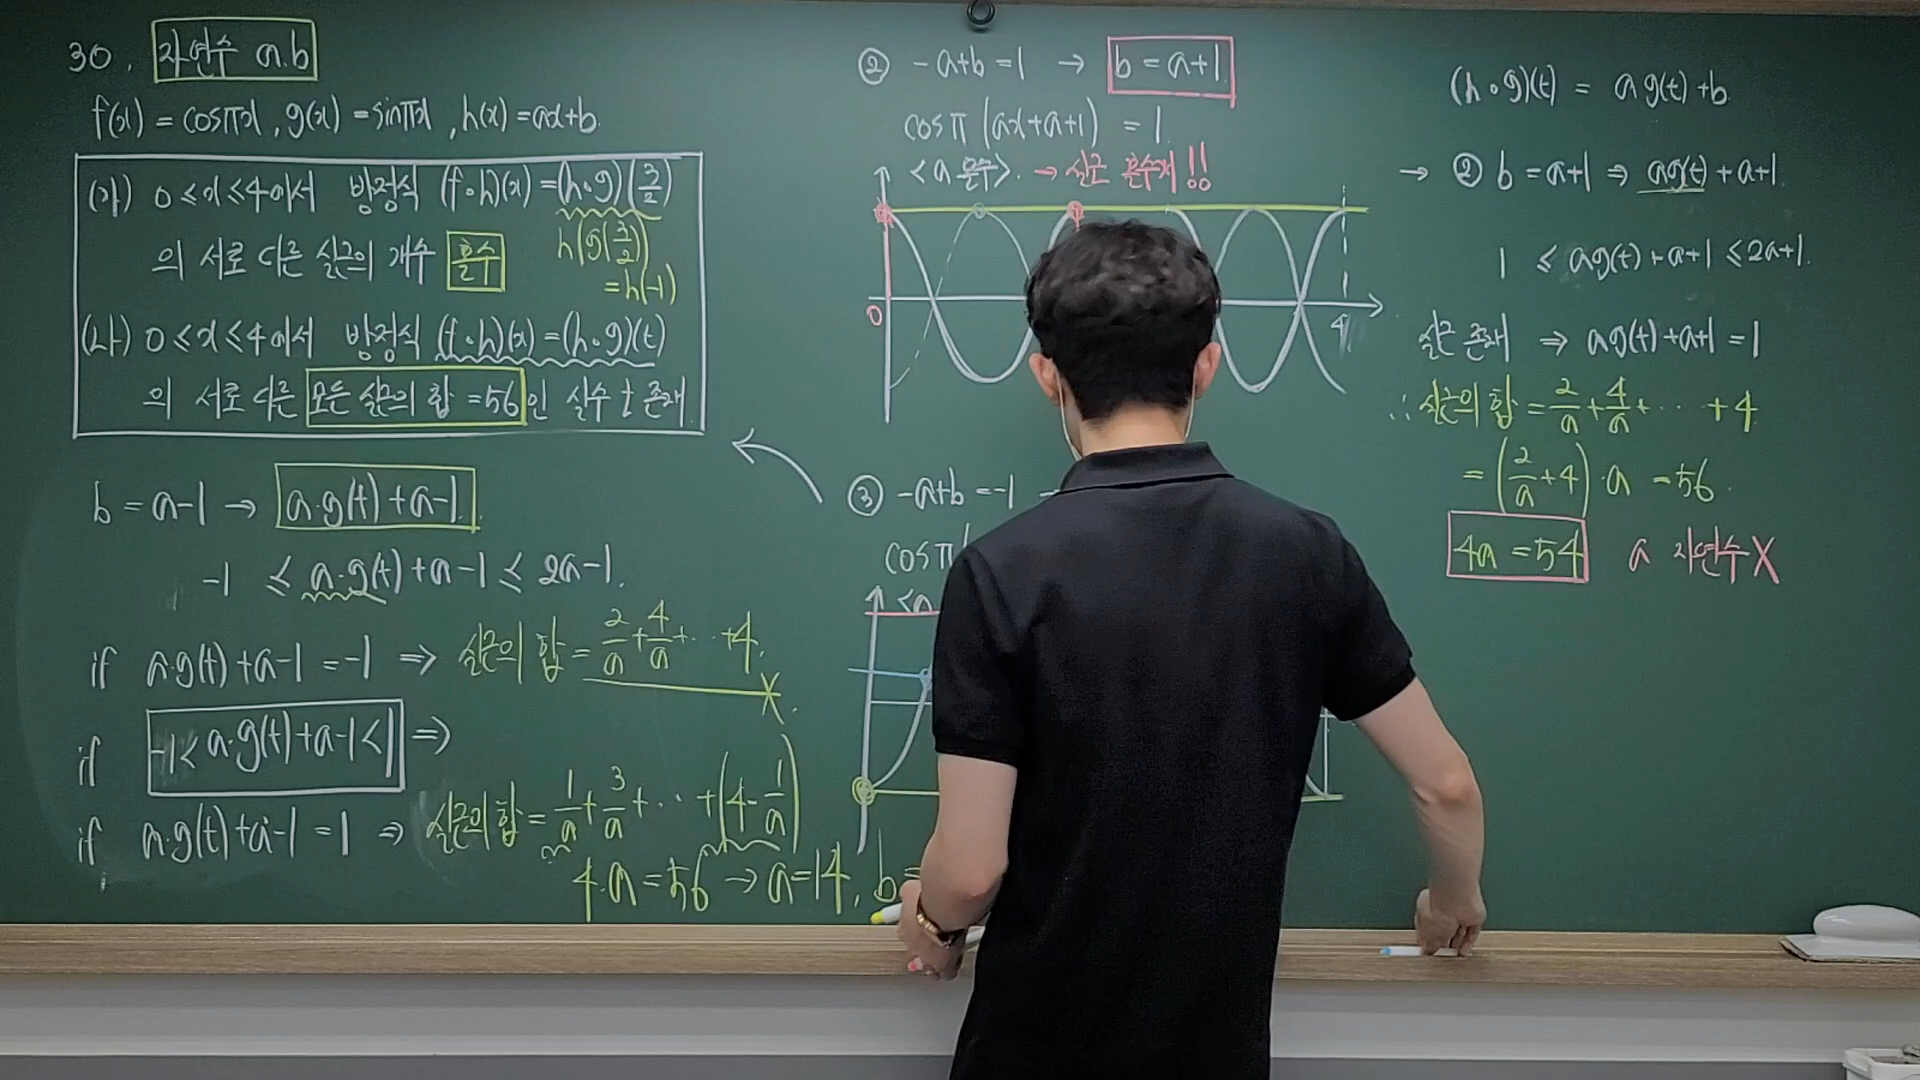 30. 자연수 a.b
f(x) = cosπx, g(x) = sinπx, h(x) = ax+b.
(가) 0≤x≤4에서 방정식 (f∘h)(x) = (h∘g)(3/2)
의 서로 다른 실근의 개수 홀수
h(g(3/2))
=h(-1)
(나) 0≤x≤4에서 방정식 (f∘h)(x) = (h∘g)(t)
의 서로 다른 모든 실근의 합 = 56 인 실수 t 존재.
b = a-1 → a·g(t)+a-1.
-1 ≤ a·g(t)+a-1 ≤ 2a-1.
if a·g(t)+a-1 = -1 ⇒ 실근의 합 = 2/a + 4/a + ··· +4. X.
if -1< a·g(t)+a-1 <1 ⇒
if a·g(t)+a-1 = 1 ⇒ 실근의 합 = 1/a + 3/a + ··· + (4-1/a)
4·a = 56 → a=14, b=
② -a+b=1 → b=a+1.
cosπ(ax+a+1) = 1.
<a 홀수>. → 실근 홀수개!!
0
4
③ -a+b=-1
cosπ
<a
(h∘g)(t) = a g(t)+b.
→ ② b=a+1 ⇒ ag(t)+a+1.
1 ≤ ag(t)+a+1 ≤ 2a+1.
실근 존재 ⇒ ag(t)+a+1 = 1
∴ 실근의 합 = 2/a + 4/a + ··· +4
= (2/a+4)·a = 56.
4a = 54 a 자연수 X